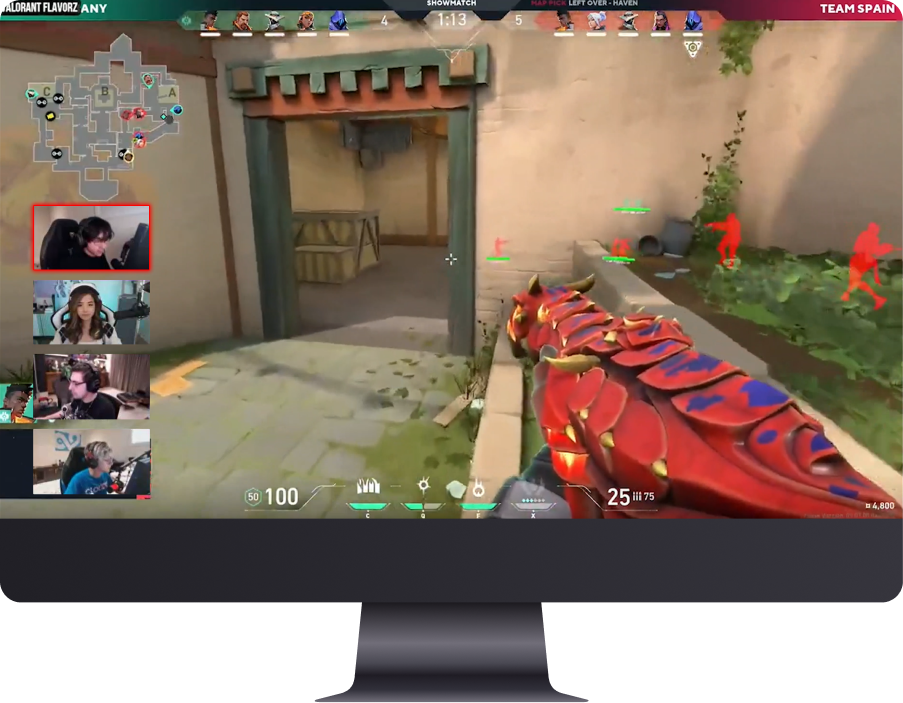 VALORANT FLAVORZ ANY
SHOWMATCH
MAP PICK LEFT OVER - HAVEN
TEAM SPAIN
4
1:13
5
C
B
A
50 100
C
Q
F
X
25 75
4,800